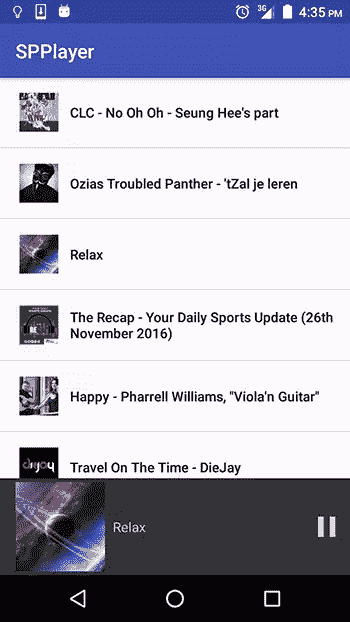 3G
4:35 PM
SPPlayer
CLC - No Oh Oh - Seung Hee's part
Ozias Troubled Panther - 'tZal je leren
Relax
The Recap - Your Daily Sports Update (26th
November 2016)
Happy - Pharrell Williams, "Viola'n Guitar"
diejoy
Travel On The Time - DieJay
Relax